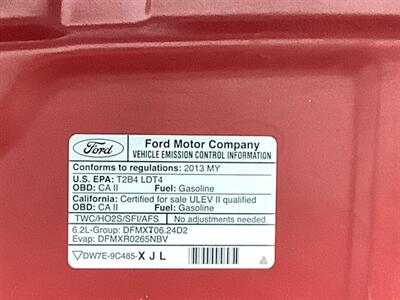 Ford
Ford Motor Company
VEHICLE EMISSION CONTROL INFORMATION
Conforms to regulations: 2013 MY
U.S. EPA: T2B4 LDT4
OBD: CA II Fuel: Gasoline
California: Certified for sale ULEV II qualified
OBD: CA II Fuel: Gasoline
TWC/HO2S/SFI/AFS No adjustments needed.
6.2L-Group: DFMXT06.24D2
Evap: DFMXR0265NBV
DW7E-9C485-X J L